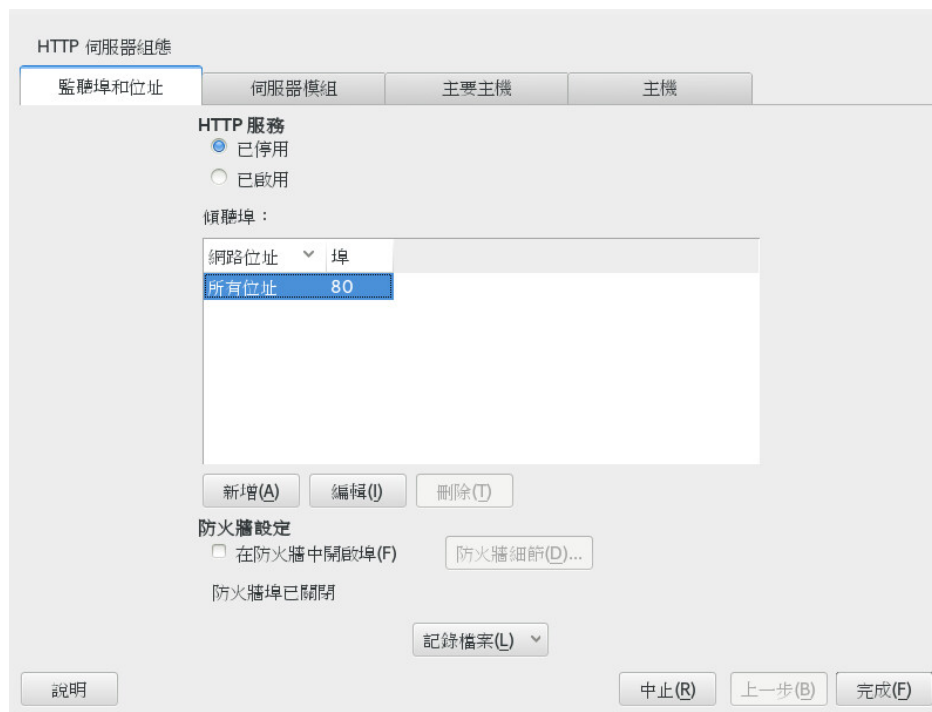 HTTP 伺服器組態
監聽埠和位址 伺服器模組 主要主機 主機
HTTP 服務
已停用
已啟用
傾聽埠：
網路位址 埠
所有位址 80
新增(A) 編輯(I) 刪除(T)
防火牆設定
在防火牆中開啟埠(F) 防火牆細節(D)...
防火牆埠已關閉
記錄檔案(L)
說明 中止(R) 上一步(B) 完成(F)